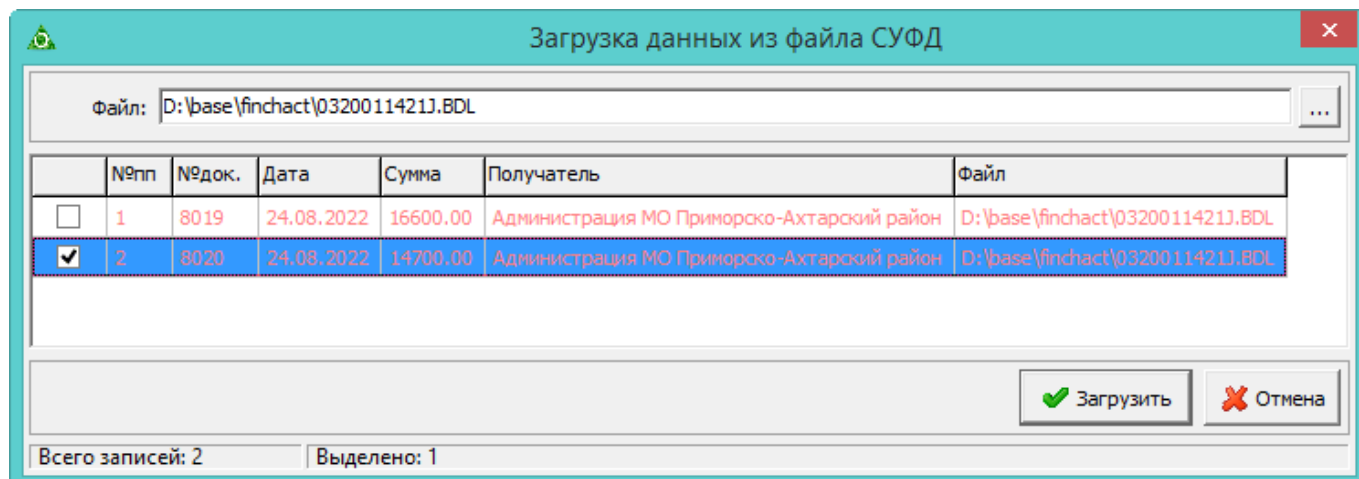 Загрузка данных из файла СУФД
Файл: D:\base\finchact\0320011421J.BDL ...
№пп №док. Дата Сумма Получатель Файл
1 8019 24.08.2022 16600.00 Администрация МО Приморско-Ахтарский район D:\base\finchact\0320011421J.BDL
2 8020 24.08.2022 14700.00 Администрация МО Приморско-Ахтарский район D:\base\finchact\0320011421J.BDL
Загрузить Отмена
Всего записей: 2 Выделено: 1